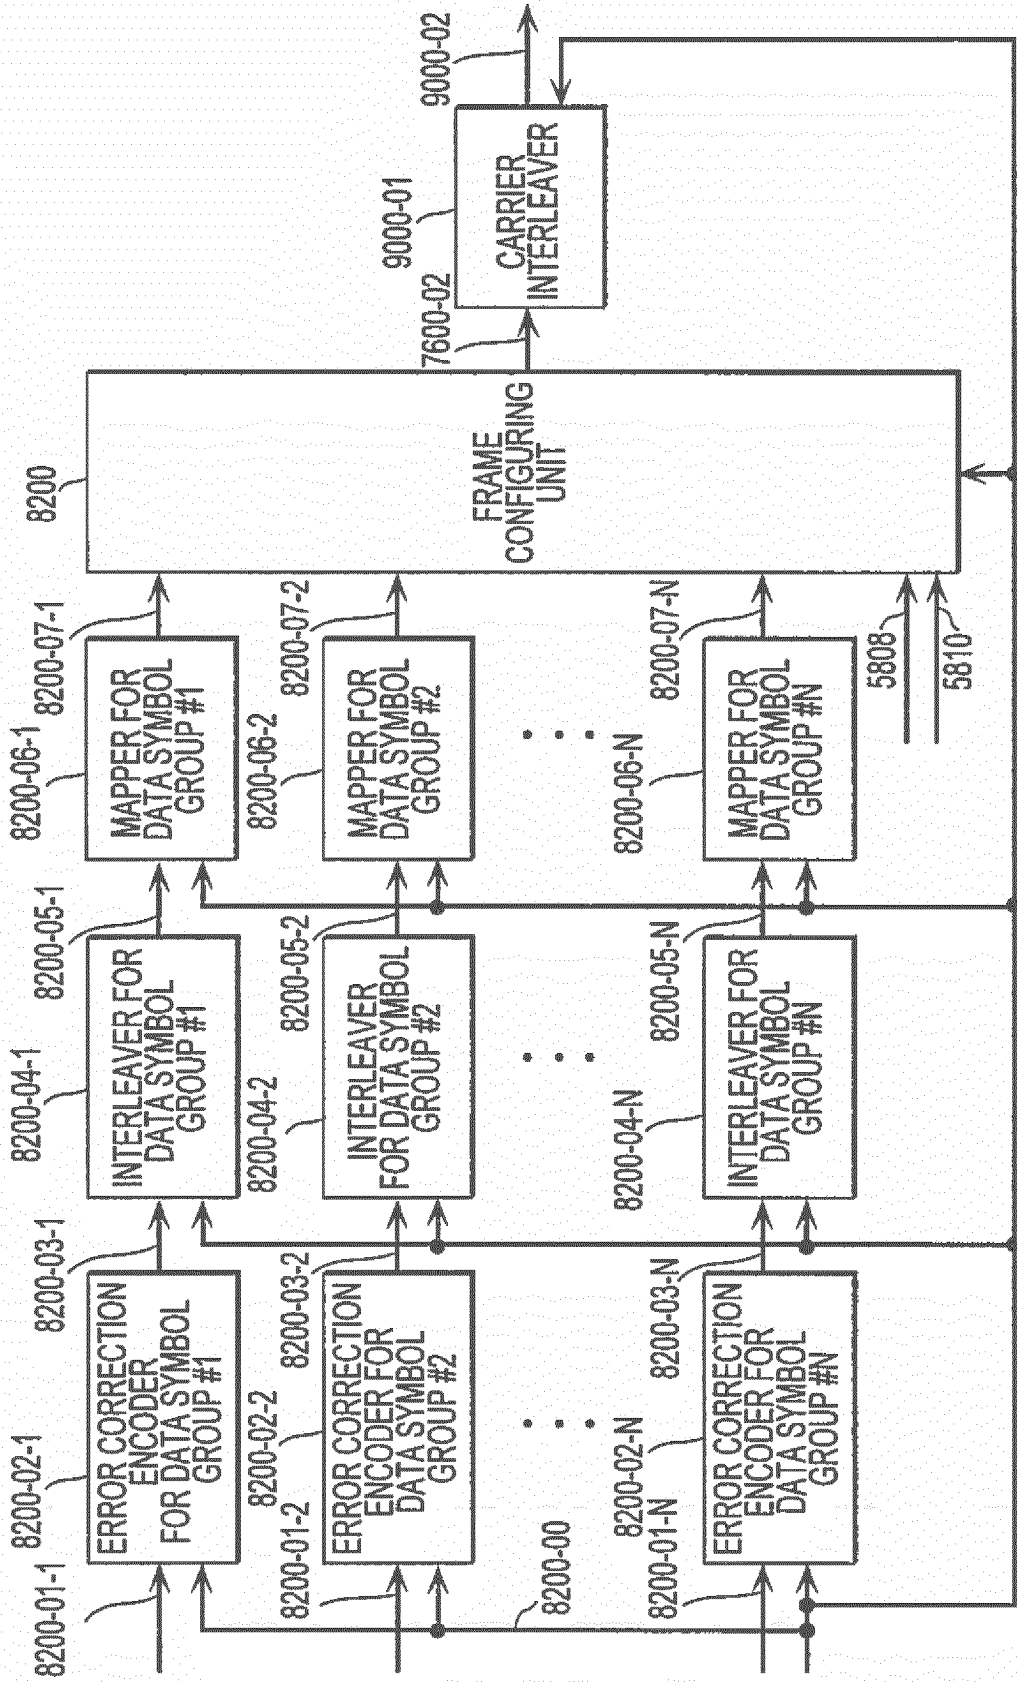 8200-01-1
8200-02-1
ERROR CORRECTION
ENCODER
FOR DATA SYMBOL
GROUP #1
8200-03-1
8200-04-1
INTERLEAVER FOR
DATA SYMBOL
GROUP #1
8200-05-1
8200-06-1
MAPPER FOR
DATA SYMBOL
GROUP #1
8200-07-1
8200
FRAME
CONFIGURING
UNIT
7600-02
9000-01
CARRIER
INTERLEAVER
9000-02
8200-01-2
8200-02-2
ERROR CORRECTION
ENCODER FOR
DATA SYMBOL
GROUP #2
8200-03-2
8200-04-2
INTERLEAVER
FOR DATA SYMBOL
GROUP #2
8200-05-2
8200-06-2
MAPPER FOR
DATA SYMBOL
GROUP #2
8200-07-2
8200-00
8200-01-N
8200-02-N
ERROR CORRECTION
ENCODER FOR
DATA SYMBOL
GROUP #N
8200-03-N
8200-04-N
INTERLEAVER FOR
DATA SYMBOL
GROUP #N
8200-05-N
8200-06-N
MAPPER FOR
DATA SYMBOL
GROUP #N
8200-07-N
5808
5810